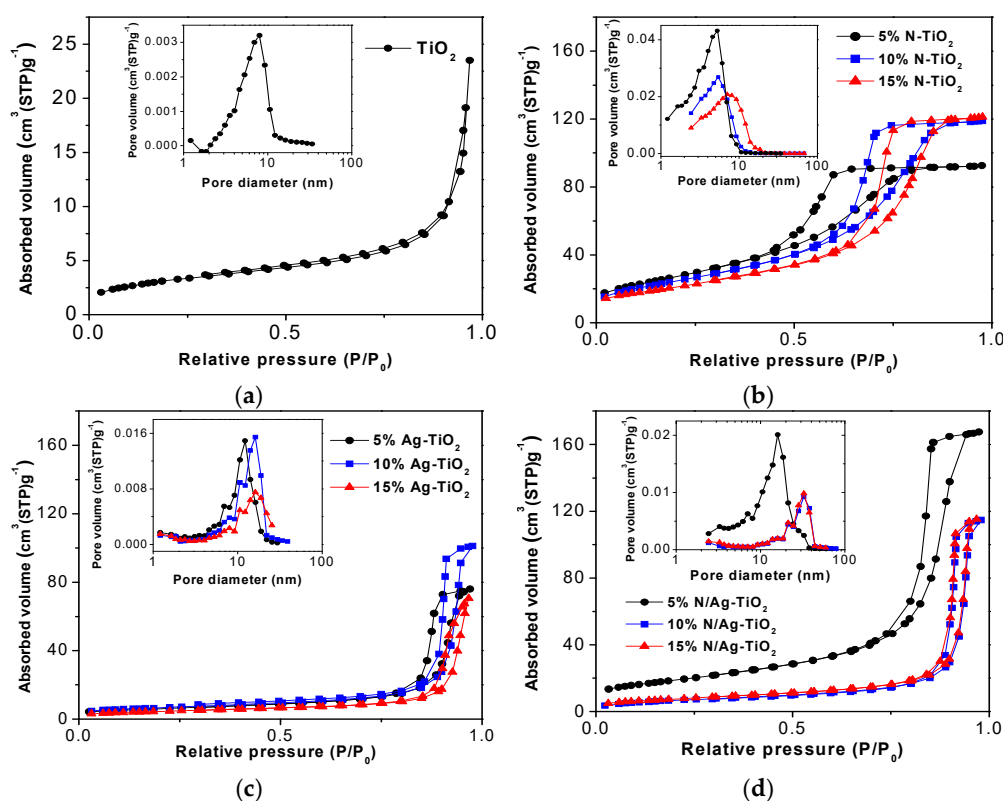 TiO2
Pore volume (cm3(STP)g-1)
0.003
0.002
0.001
0.000
1
10
100
Pore diameter (nm)
Absorbed volume (cm3(STP)g-1)
25
20
15
10
5
0
0.0
0.5
1.0
Relative pressure (P/P0)
(a)
5% N-TiO2
10% N-TiO2
15% N-TiO2
Pore volume (cm3(STP)g-1)
0.04
0.02
0.00
1
10
100
Pore diameter (nm)
Absorbed volume (cm3(STP)g-1)
160
120
80
40
0
0.0
0.5
1.0
Relative pressure (P/P0)
(b)
5% Ag-TiO2
10% Ag-TiO2
15% Ag-TiO2
Pore volume (cm3(STP)g-1)
0.016
0.008
0.000
1
10
100
Pore diameter (nm)
Absorbed volume (cm3(STP)g-1)
200
160
120
80
40
0
0.0
0.5
1.0
Relative pressure (P/P0)
(c)
Pore volume (cm3(STP)g-1)
0.02
0.01
0.00
1
10
100
Pore diameter (nm)
5% N/Ag-TiO2
10% N/Ag-TiO2
15% N/Ag-TiO2
Absorbed volume (cm3(STP)g-1)
160
120
80
40
0
0.0
0.5
1.0
Relative pressure (P/P0)
(d)